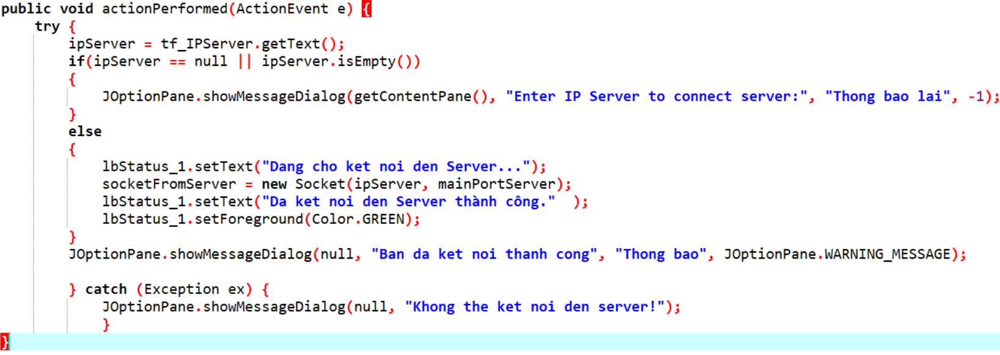 public void actionPerformed(ActionEvent e) {
    try {
        ipServer = tf_IPServer.getText();
        if(ipServer == null || ipServer.isEmpty())
        {
            JOptionPane.showMessageDialog(getContentPane(), "Enter IP Server to connect server:", "Thong bao lai", -1);
        }
        else
        {
            lbStatus_1.setText("Dang cho ket noi den Server...");
            socketFromServer = new Socket(ipServer, mainPortServer);
            lbStatus_1.setText("Da ket noi den Server thành công."  );
            lbStatus_1.setForeground(Color.GREEN);
        }
        JOptionPane.showMessageDialog(null, "Ban da ket noi thanh cong", "Thong bao", JOptionPane.WARNING_MESSAGE);
        } catch (Exception ex) {
            JOptionPane.showMessageDialog(null, "Khong the ket noi den server!");
            }
}